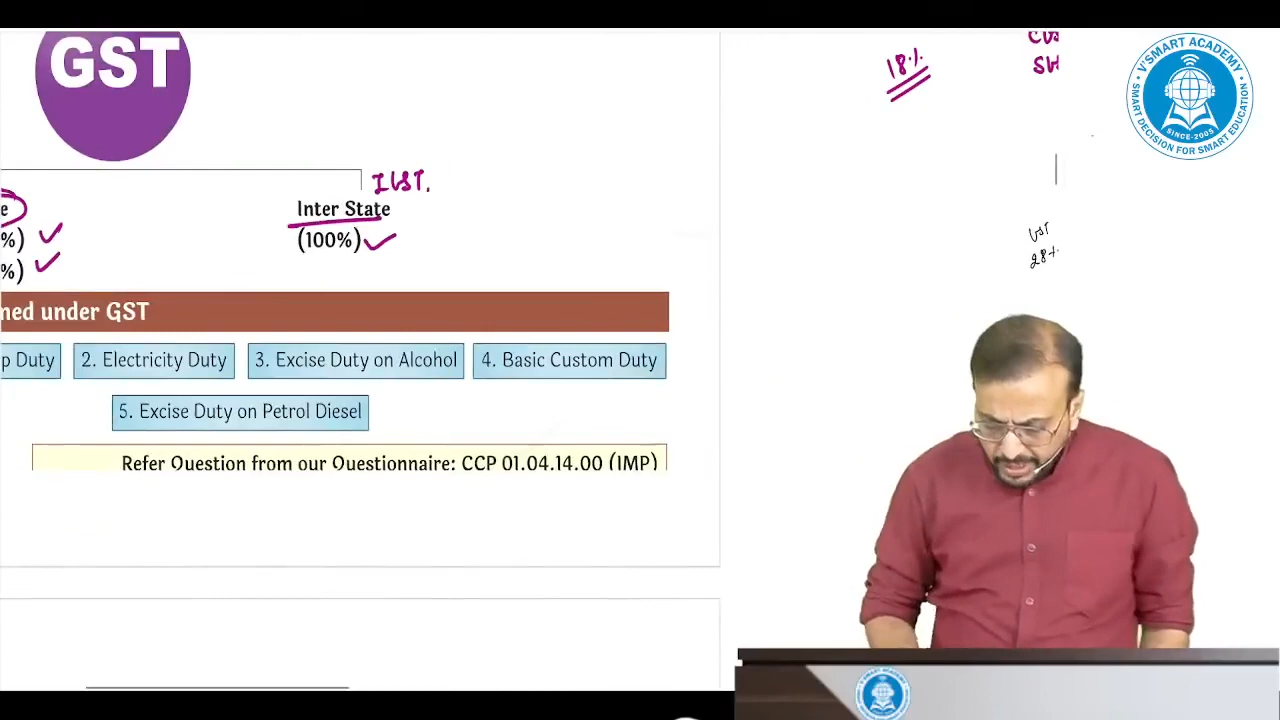 GST
18%
V'SMART ACADEMY
SMART DECISION FOR SMART EDUCATION
SINCE-2005
IGST.
e
Inter State
%)
(100%)
%)
GST
28%
ned under GST
p Duty
2. Electricity Duty
3. Excise Duty on Alcohol
4. Basic Custom Duty
5. Excise Duty on Petrol Diesel
Refer Question from our Questionnaire: CCP 01.04.14.00 (IMP)